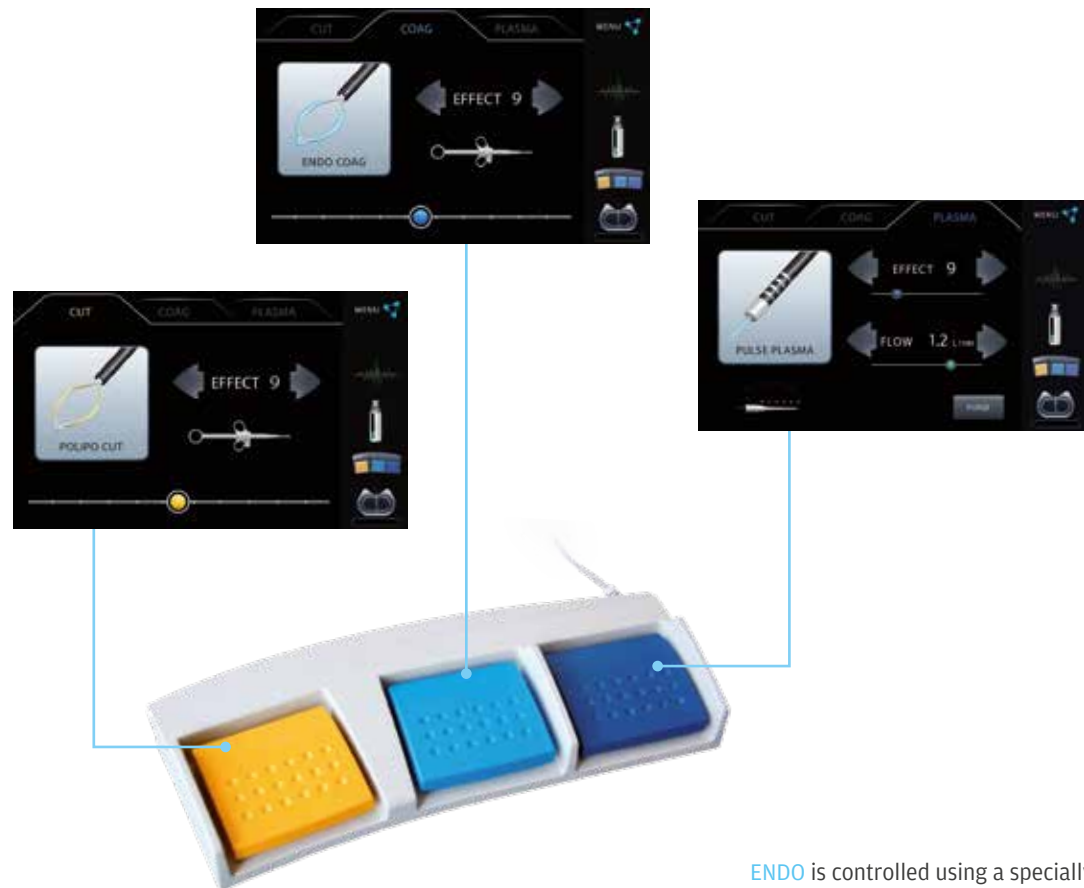 CUT COAG PLASMA MENU
EFFECT 9
ENDO COAG
CUT COAG PLASMA MENU
EFFECT 9
FLOW 1.2 L/min
PULSE PLASMA
CUT COAG PLASMA MENU
EFFECT 9
POLIPO CUT
ENDO is controlled using a speciall